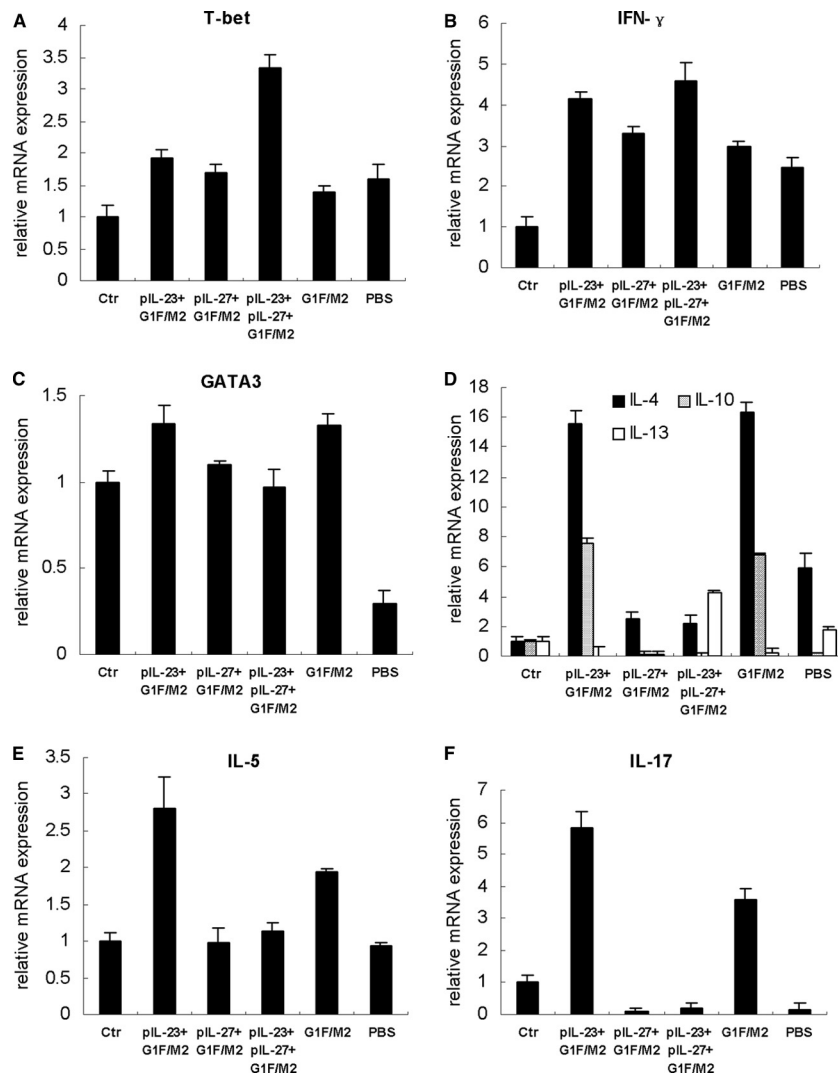 A
T-bet
relative mRNA expression
4
3.5
3
2.5
2
1.5
1
0.5
0
Ctr
pIL-23+
G1F/M2
pIL-27+
G1F/M2
pIL-23+
pIL-27+
G1F/M2
G1F/M2
PBS
B
IFN- γ
relative mRNA expression
6
5
4
3
2
1
0
Ctr
pIL-23+
G1F/M2
pIL-27+
G1F/M2
pIL-23+
pIL-27+
G1F/M2
G1F/M2
PBS
C
GATA3
relative mRNA expression
1.5
1
0.5
0
Ctr
pIL-23+
G1F/M2
pIL-27+
G1F/M2
pIL-23+
pIL-27+
G1F/M2
G1F/M2
PBS
D
relative mRNA expression
18
16
14
12
10
8
6
4
2
0
IL-4
IL-10
IL-13
Ctr
pIL-23+
G1F/M2
pIL-27+
G1F/M2
pIL-23+
pIL-27+
G1F/M2
G1F/M2
PBS
E
IL-5
relative mRNA expression
3.5
3
2.5
2
1.5
1
0.5
0
Ctr
pIL-23+
G1F/M2
pIL-27+
G1F/M2
pIL-23+
pIL-27+
G1F/M2
G1F/M2
PBS
F
IL-17
relative mRNA expression
7
6
5
4
3
2
1
0
Ctr
pIL-23+
G1F/M2
pIL-27+
G1F/M2
pIL-23+
pIL-27+
G1F/M2
G1F/M2
PBS